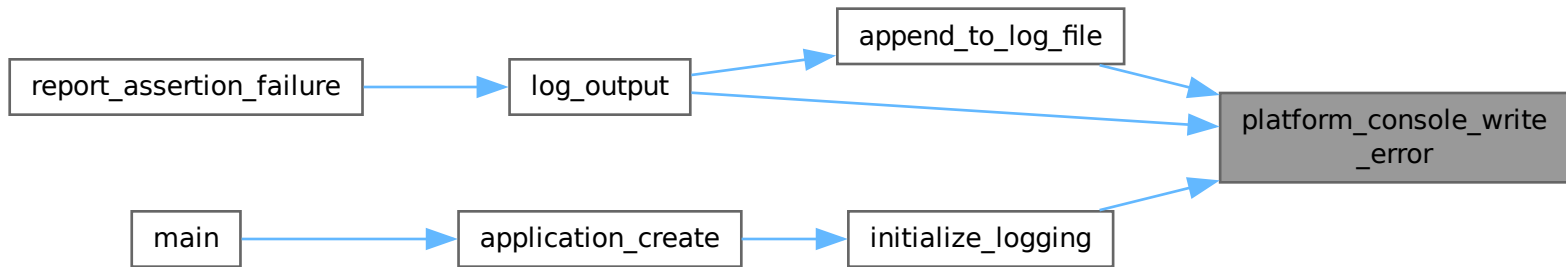 append_to_log_file
report_assertion_failure
log_output
platform_console_write
_error
main
application_create
initialize_logging